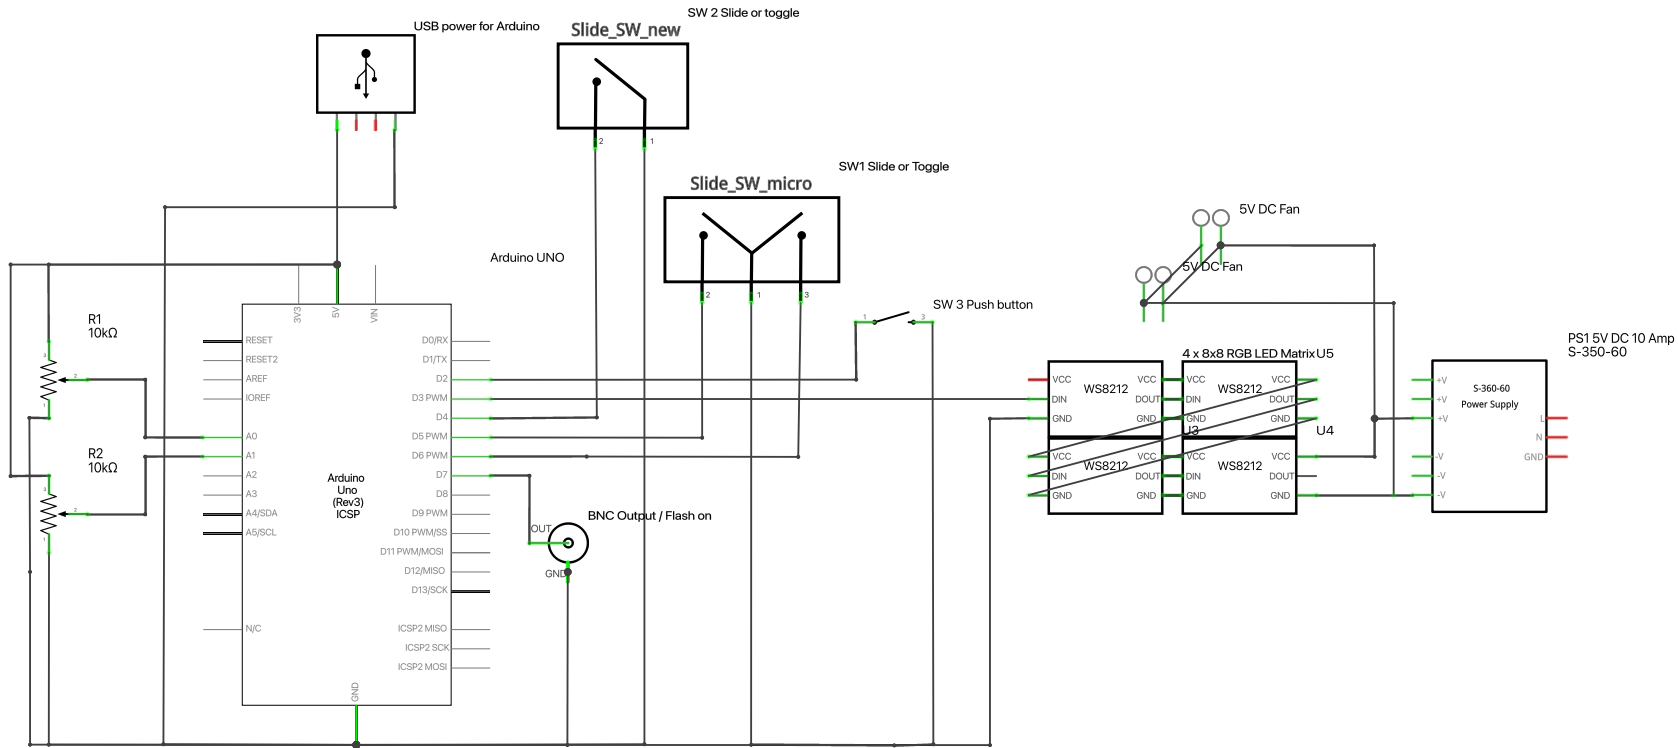 SW 2 Slide or toggle
USB power for Arduino
Slide_SW_new
2
1
SW1 Slide or Toggle
Slide_SW_micro
2
1
3
5V DC Fan
5V DC Fan
Arduino UNO
SW 3 Push button
1
3
R1
10kΩ
3
2
1
R2
10kΩ
3
2
1
3V3
5V
VIN
RESET
RESET2
AREF
IOREF
A0
A1
A2
A3
A4/SDA
A5/SCL
N/C
Arduino
Uno
(Rev3)
ICSP
D0/RX
D1/TX
D2
D3 PWM
D4
D5 PWM
D6 PWM
D7
D8
D9 PWM
D10 PWM/SS
D11 PWM/MOSI
D12/MISO
D13/SCK
ICSP2 MISO
ICSP2 SCK
ICSP2 MOSI
GND
BNC Output / Flash on
OUT
GND
4 x 8x8 RGB LED Matrix U5
VCC WS8212 VCC
DIN DOUT
GND GND
VCC WS8212 VCC
DIN DOUT
GND GND
U3
U4
VCC WS8212 VCC
DIN DOUT
GND GND
VCC WS8212 VCC
DIN DOUT
GND GND
PS1 5V DC 10 Amp
S-350-60
S-360-60
Power Supply
+V
+V
+V
-V
-V
-V
L
N
GND